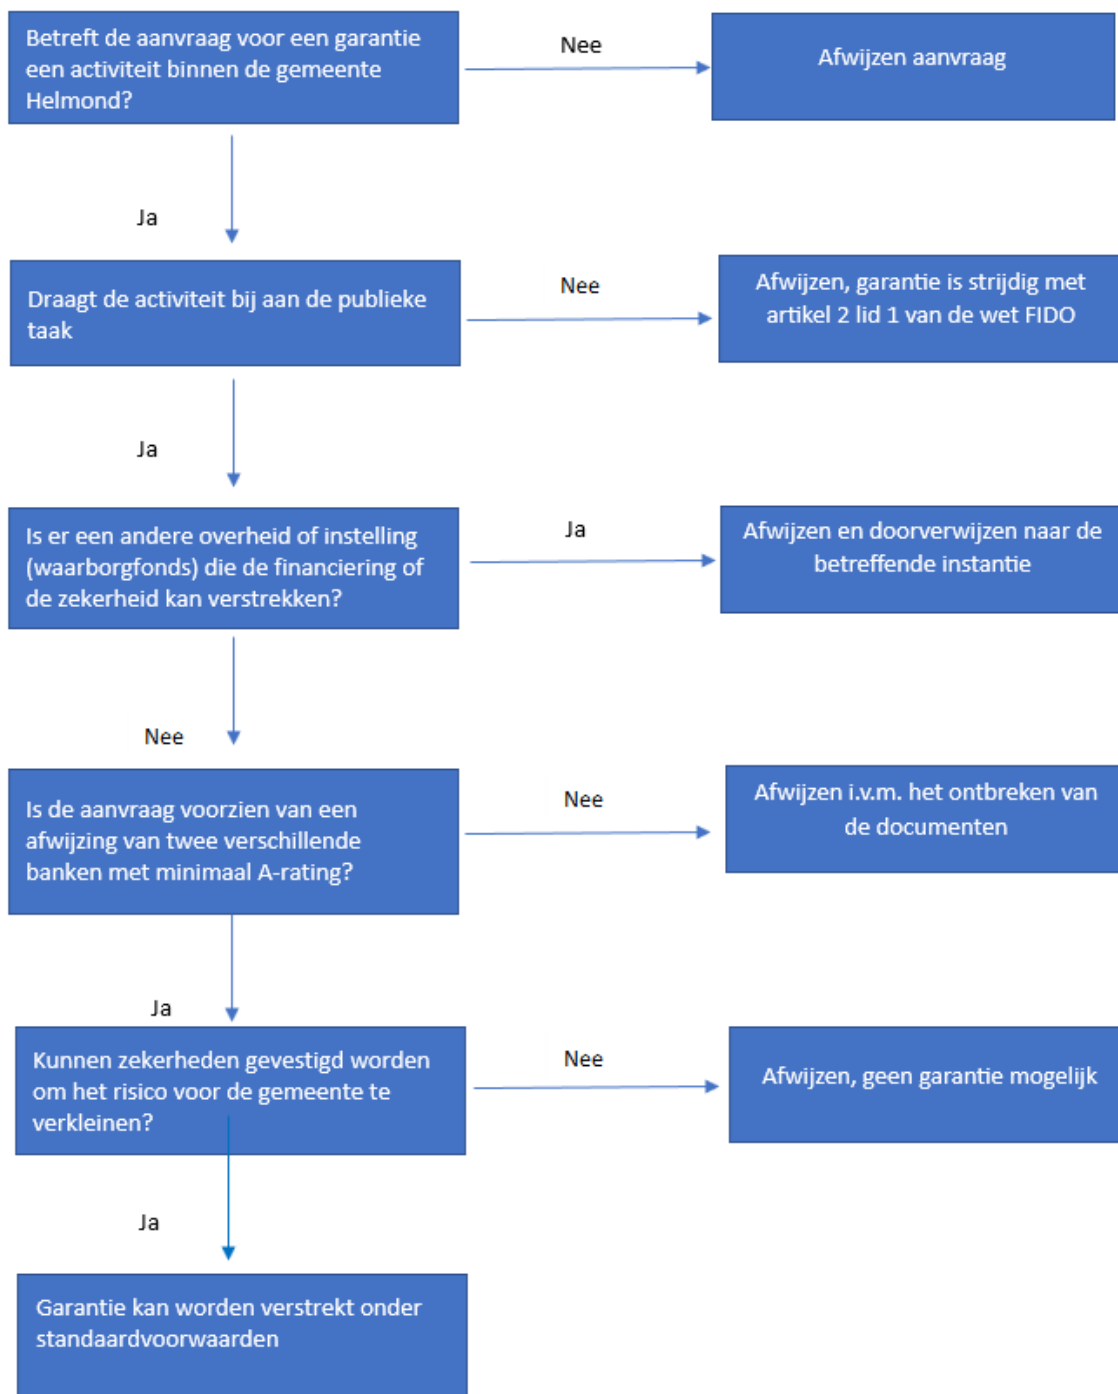 Betreft de aanvraag voor een garantie
een activiteit binnen de gemeente
Helmond?
Nee
Afwijzen aanvraag
Ja
Draagt de activiteit bij aan de publieke
taak
Nee
Afwijzen, garantie is strijdig met
artikel 2 lid 1 van de wet FIDO
Ja
Is er een andere overheid of instelling
(waarborgfonds) die de financiering of
de zekerheid kan verstrekken?
Ja
Afwijzen en doorverwijzen naar de
betreffende instantie
Nee
Is de aanvraag voorzien van een
afwijzing van twee verschillende
banken met minimaal A-rating?
Nee
Afwijzen i.v.m. het ontbreken van
de documenten
Ja
Kunnen zekerheden gevestigd worden
om het risico voor de gemeente te
verkleinen?
Nee
Afwijzen, geen garantie mogelijk
Ja
Garantie kan worden verstrekt onder
standaardvoorwaarden